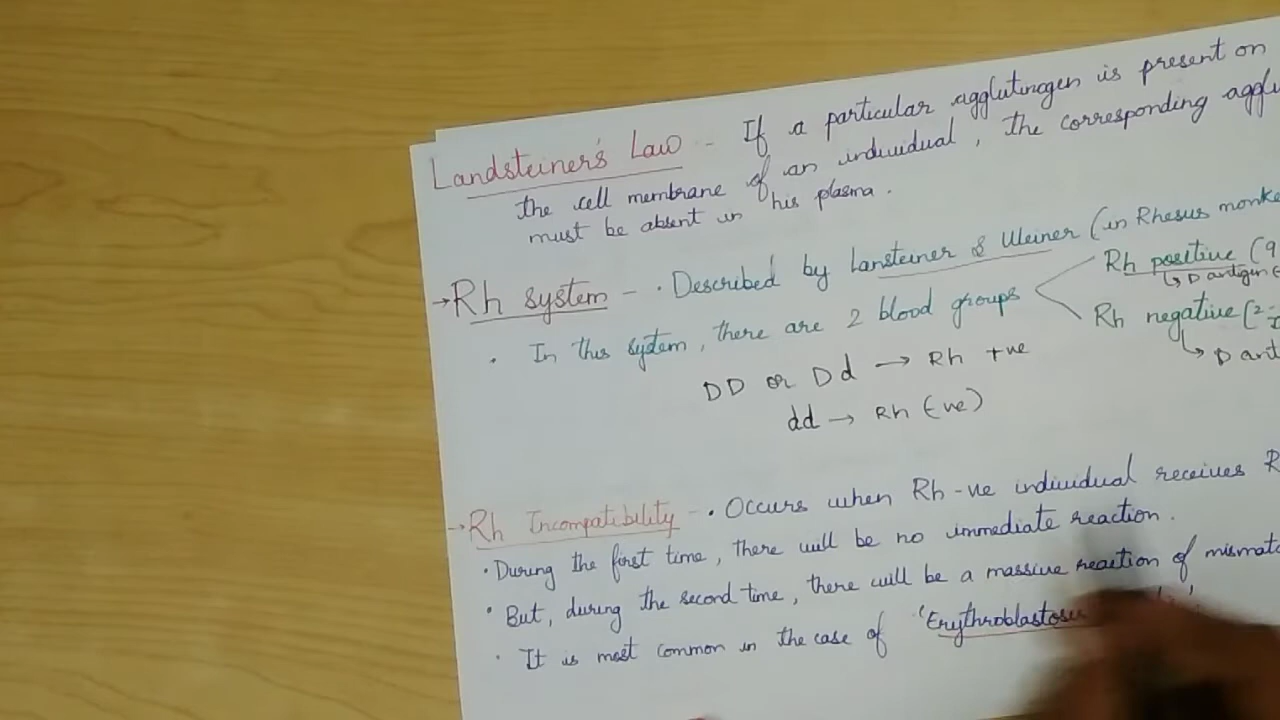 Landsteiner's Law - If a particular agglutinogen is present on
the cell membrane of an individual, the corresponding
must be absent in his plasma.
→ Rh system - • Described by Lansteiner & Weiner (in Rhesus
Rh positive (
↳ D antigen
• In this system, there are 2 blood groups
Rh negative (
↳ D
DD or Dd → Rh +ve
dd → Rh (-ve)
→ Rh Incompatibility - • Occurs when Rh -ve individual receives
• During the first time, there will be no immediate reaction.
• But, during the second time, there will be a massive reaction of
• It is most common in the case of '